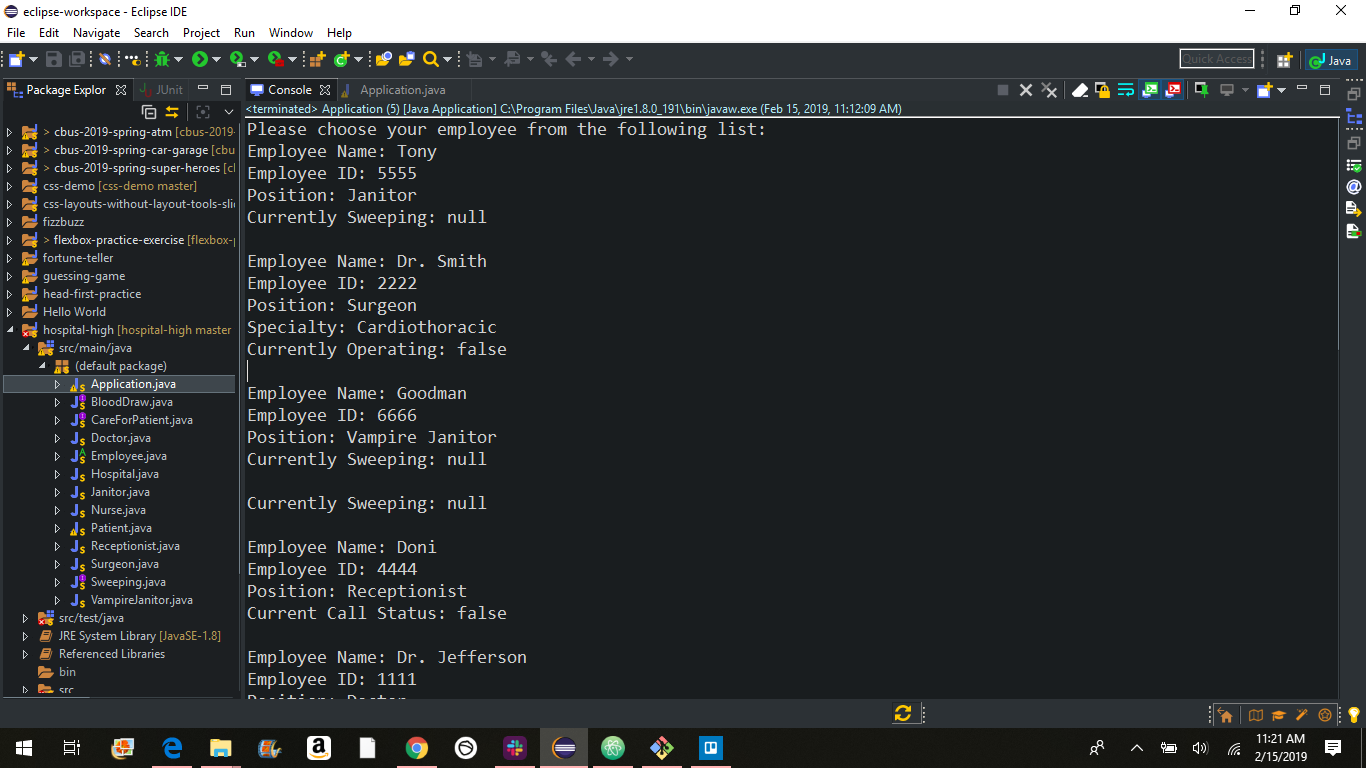 eclipse-workspace - Eclipse IDE
File Edit Navigate Search Project Run Window Help
Quick Access
Java
Package Explor
JUnit
Console
Application.java
<terminated> Application (5) [Java Application] C:\Program Files\Java\jre1.8.0_191\bin\javaw.exe (Feb 15, 2019, 11:12:09 AM)
> cbus-2019-spring-atm [cbus-2019-
> cbus-2019-spring-car-garage [cbu
> cbus-2019-spring-super-heroes [cl
css-demo [css-demo master]
css-layouts-without-layout-tools-sli
fizzbuzz
> flexbox-practice-exercise [flexbox-p
fortune-teller
guessing-game
head-first-practice
Hello World
hospital-high [hospital-high master
src/main/java
(default package)
Application.java
BloodDraw.java
CareForPatient.java
Doctor.java
Employee.java
Hospital.java
Janitor.java
Nurse.java
Patient.java
Receptionist.java
Surgeon.java
Sweeping.java
VampireJanitor.java
src/test/java
JRE System Library [JavaSE-1.8]
Referenced Libraries
bin
src
Please choose your employee from the following list:
Employee Name: Tony
Employee ID: 5555
Position: Janitor
Currently Sweeping: null
Employee Name: Dr. Smith
Employee ID: 2222
Position: Surgeon
Specialty: Cardiothoracic
Currently Operating: false
Employee Name: Goodman
Employee ID: 6666
Position: Vampire Janitor
Currently Sweeping: null
Currently Sweeping: null
Employee Name: Doni
Employee ID: 4444
Position: Receptionist
Current Call Status: false
Employee Name: Dr. Jefferson
Employee ID: 1111
Position: Doctor
11:21 AM
2/15/2019